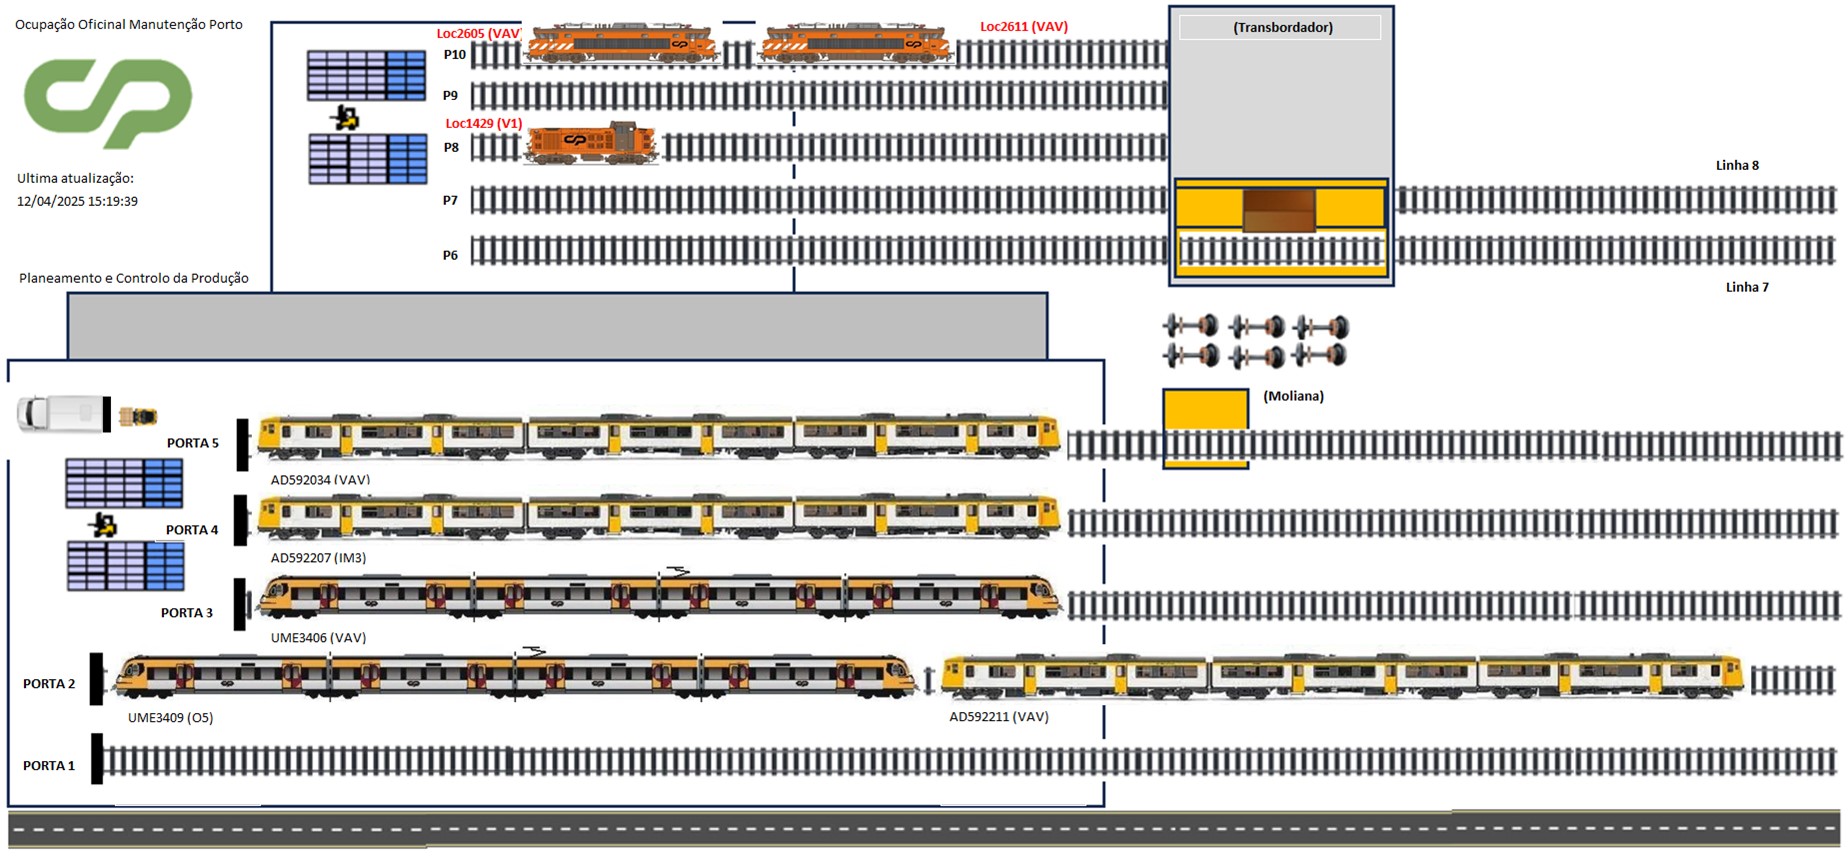 Ocupação Oficinal Manutenção Porto
CP
Ultima atualização:
12/04/2025 15:19:39
Planeamento e Controlo da Produção
Loc2605 (VAV)
Loc2611 (VAV)
P10
P9
Loc1429 (V1)
P8
P7
P6
(Transbordador)
Linha 8
Linha 7
(Moliana)
PORTA 5
AD592034 (VAV)
PORTA 4
AD592207 (IM3)
PORTA 3
UME3406 (VAV)
PORTA 2
UME3409 (O5)
AD592211 (VAV)
PORTA 1